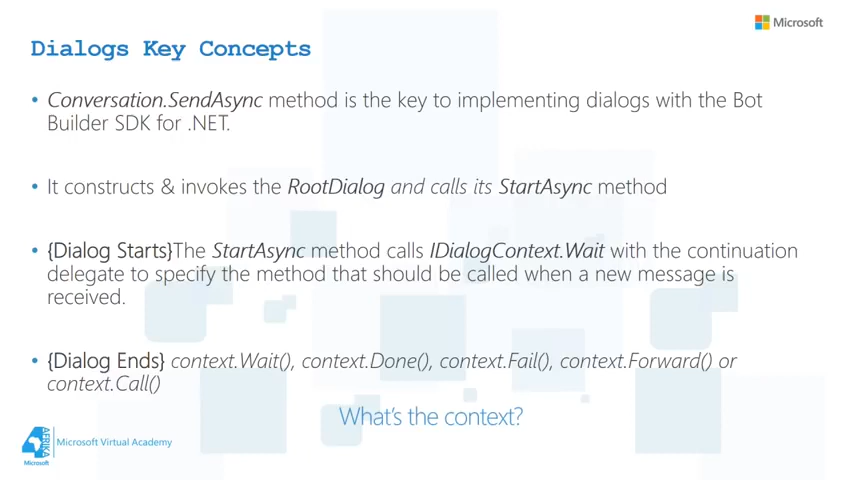 Microsoft
Dialogs Key Concepts
• Conversation.SendAsync method is the key to implementing dialogs with the Bot
Builder SDK for .NET.
• It constructs & invokes the RootDialog and calls its StartAsync method
• {Dialog Starts}The StartAsync method calls IDialogContext.Wait with the continuation
delegate to specify the method that should be called when a new message is
received.
• {Dialog Ends} context.Wait(), context.Done(), context.Fail(), context.Forward() or
context.Call()
What's the context?
4AFRIKA
Microsoft
Microsoft Virtual Academy